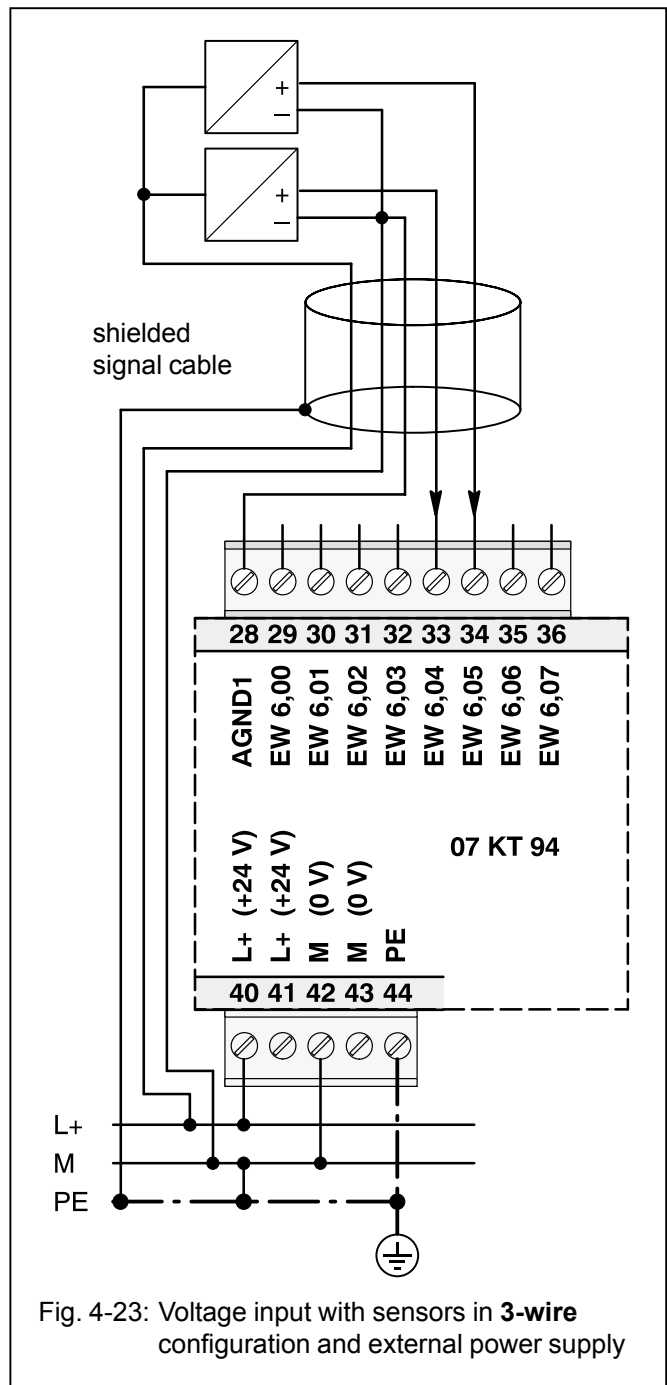 +
–
+
–
shielded
signal cable
28 29 30 31 32 33 34 35 36
AGND1
EW 6,00
EW 6,01
EW 6,02
EW 6,03
EW 6,04
EW 6,05
EW 6,06
EW 6,07
07 KT 94
L+ (+24 V)
L+ (+24 V)
M (0 V)
M (0 V)
PE
40 41 42 43 44
L+
M
PE
Fig. 4-23: Voltage input with sensors in 3-wire
configuration and external power supply